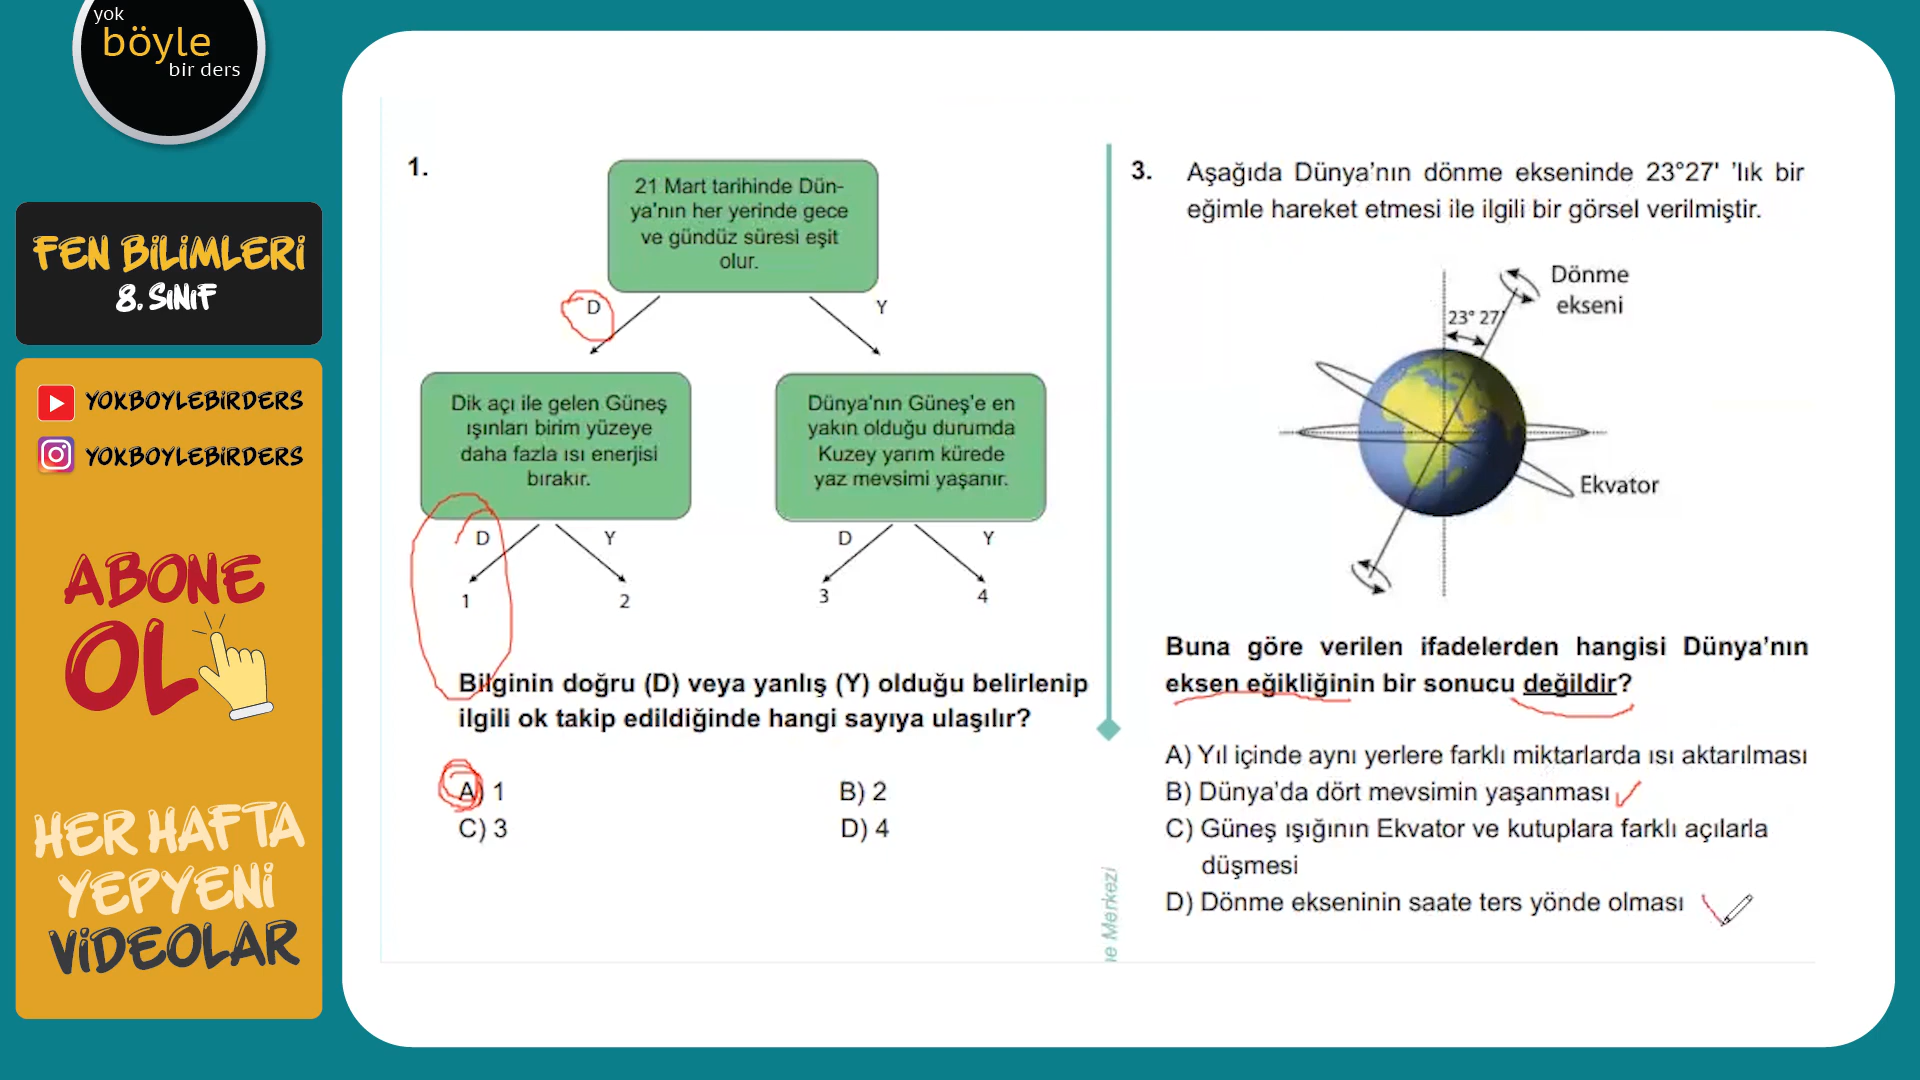 yok
böyle
bir ders
FEN BİLİMLERİ
8. SINIF
YOKBOYLEBİRDERS
YOKBOYLEBİRDERS
ABONE
OL
HER HAFTA
YEPYENİ
VİDEOLAR
1.
21 Mart tarihinde Dün-
ya'nın her yerinde gece
ve gündüz süresi eşit
olur.
D
Y
Dik açı ile gelen Güneş
ışınları birim yüzeye
daha fazla ısı enerjisi
bırakır.
Dünya'nın Güneş'e en
yakın olduğu durumda
Kuzey yarım kürede
yaz mevsimi yaşanır.
D
Y
D
Y
1
2
3
4
Bilginin doğru (D) veya yanlış (Y) olduğu belirlenip
ilgili ok takip edildiğinde hangi sayıya ulaşılır?
A) 1
B) 2
C) 3
D) 4
3.
Aşağıda Dünya'nın dönme ekseninde 23°27' 'lık bir
eğimle hareket etmesi ile ilgili bir görsel verilmiştir.
Dönme
ekseni
23° 27'
Ekvator
Buna göre verilen ifadelerden hangisi Dünya'nın
eksen eğikliğinin bir sonucu değildir?
A) Yıl içinde aynı yerlere farklı miktarlarda ısı aktarılması
B) Dünya'da dört mevsimin yaşanması
C) Güneş ışığının Ekvator ve kutuplara farklı açılarla
düşmesi
D) Dönme ekseninin saate ters yönde olması
Merkezi